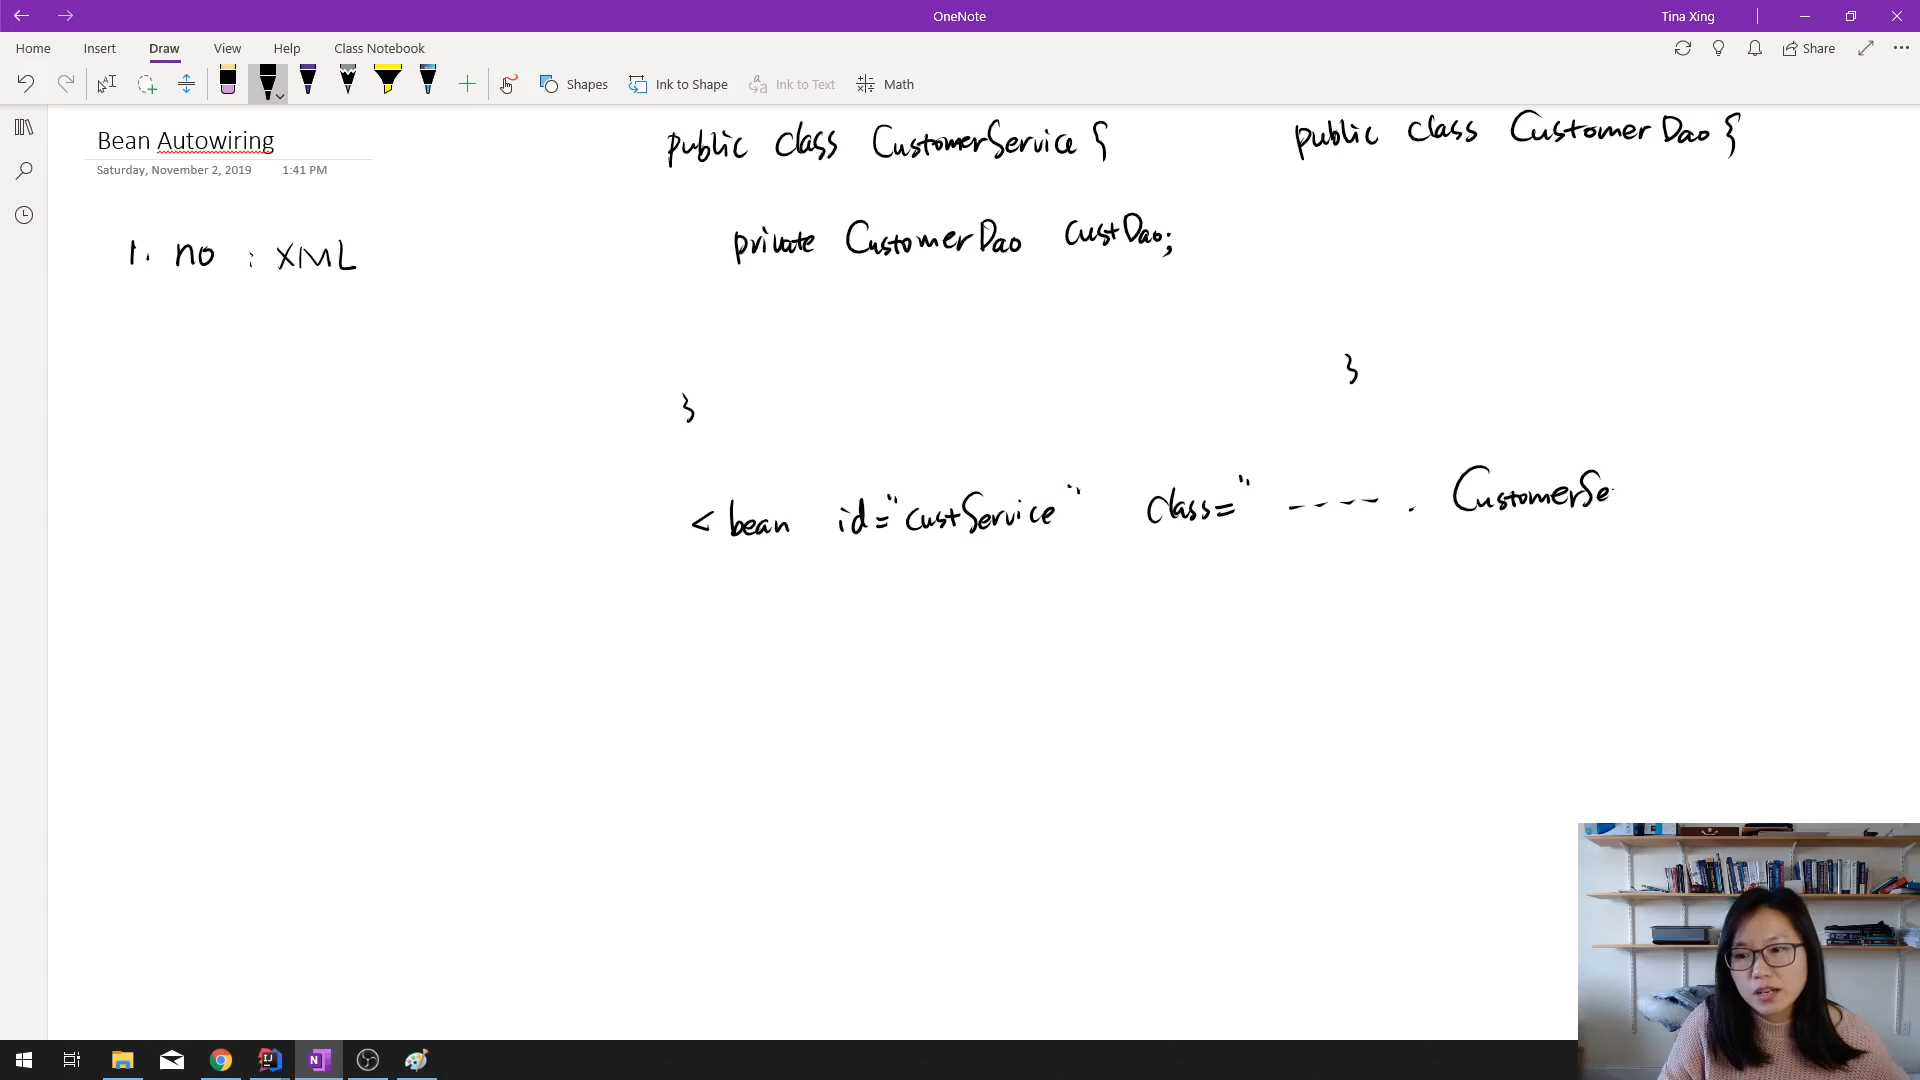 OneNote
Tina Xing
Home Insert Draw View Help Class Notebook
Share
Shapes Ink to Shape Ink to Text Math
Bean Autowiring
Saturday, November 2, 2019 1:41 PM
1. no : XML
public class CustomerService {
private CustomerDao custDao;
}
public class CustomerDao {
}
< bean id="custService" class=" ----- . CustomerSe